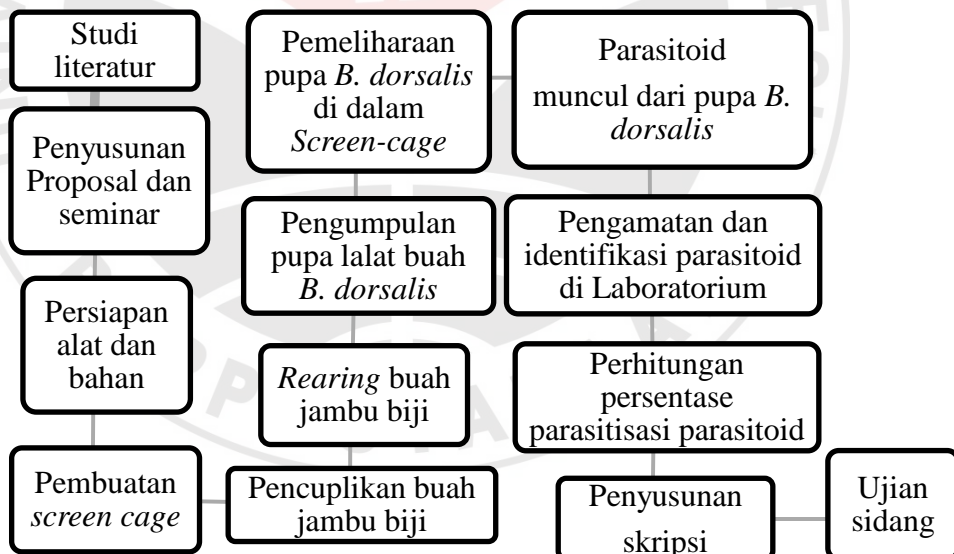 Studi
literatur
Penyusunan
Proposal dan
seminar
Persiapan
alat dan
bahan
Pembuatan
screen cage
Pencuplikan buah
jambu biji
Rearing buah
jambu biji
Pengumpulan
pupa lalat buah
B. dorsalis
Pemeliharaan
pupa B. dorsalis
di dalam
Screen-cage
Parasitoid
muncul dari pupa B.
dorsalis
Pengamatan dan
identifikasi parasitoid
di Laboratorium
Perhitungan
persentase
parasitisasi parasitoid
Penyusunan
skripsi
Ujian
sidang